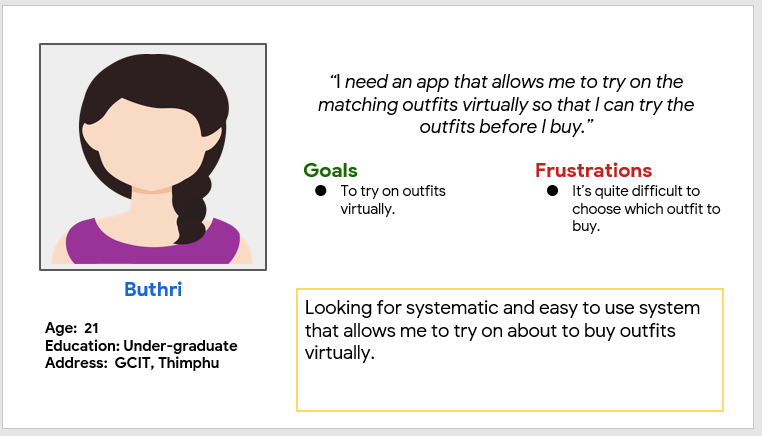 “I need an app that allows me to try on the
matching outfits virtually so that I can try the
outfits before I buy.”
Goals
● To try on outfits
virtually.
Frustrations
● It’s quite difficult to
choose which outfit to
buy.
Buthri
Age: 21
Education: Under-graduate
Address: GCIT, Thimphu
Looking for systematic and easy to use system
that allows me to try on about to buy outfits
virtually.